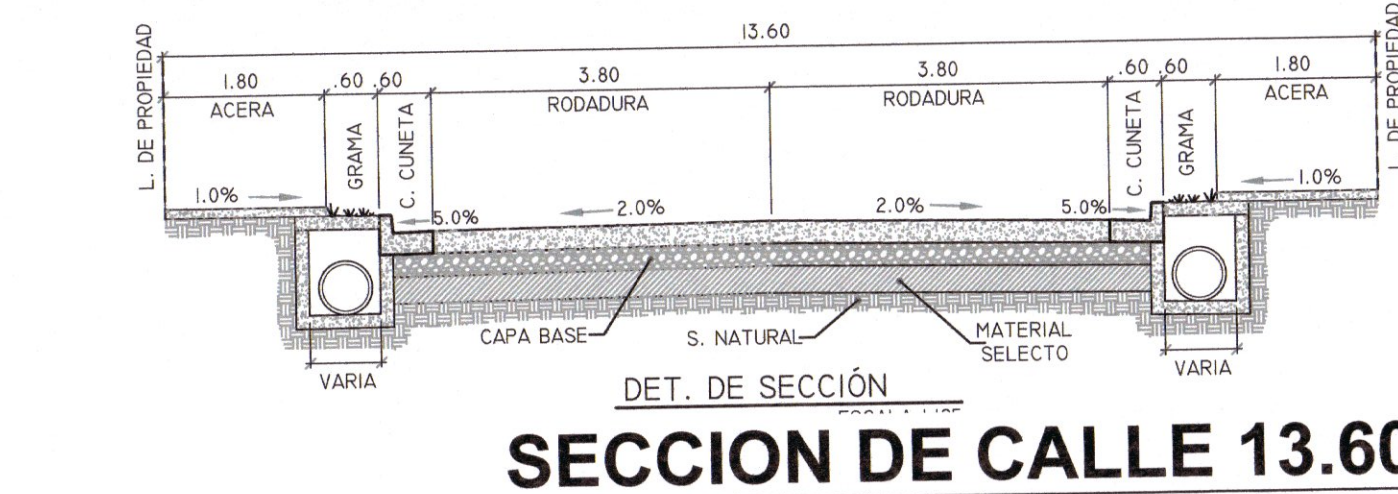 L. DE PROPIEDAD
13.60
L. DE PROPIEDAD
1.80
.60
.60
3.80
3.80
.60
.60
1.80
ACERA
GRAMA
C. CUNETA
RODADURA
RODADURA
C. CUNETA
GRAMA
ACERA
1.0%
5.0%
2.0%
2.0%
5.0%
1.0%
VARIA
CAPA BASE
S. NATURAL
MATERIAL
SELECTO
VARIA
DET. DE SECCIÓN
SECCION DE CALLE 13.60